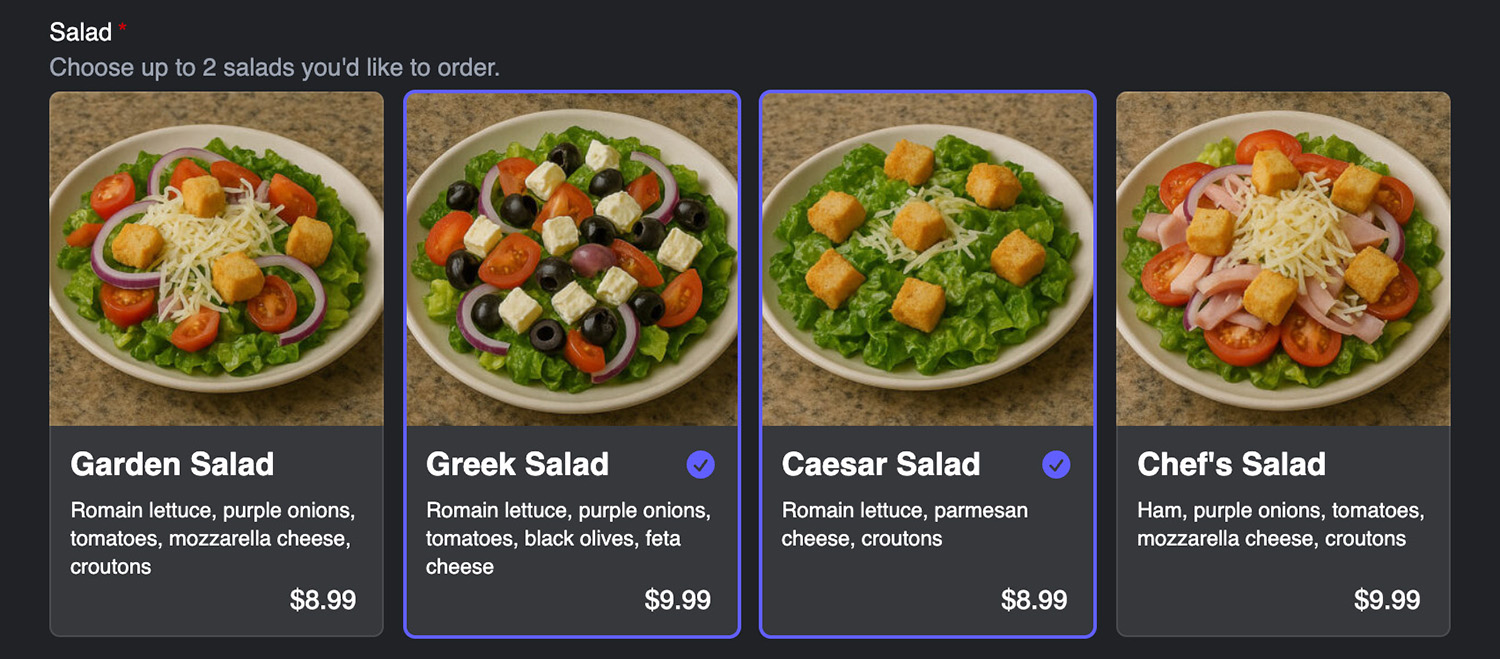 Salad *
Choose up to 2 salads you'd like to order.
Garden Salad
Romain lettuce, purple onions,
tomatoes, mozzarella cheese,
croutons
$8.99
Greek Salad
Romain lettuce, purple onions,
tomatoes, black olives, feta
cheese
$9.99
Caesar Salad
Romain lettuce, parmesan
cheese, croutons
$8.99
Chef's Salad
Ham, purple onions, tomatoes,
mozzarella cheese, croutons
$9.99